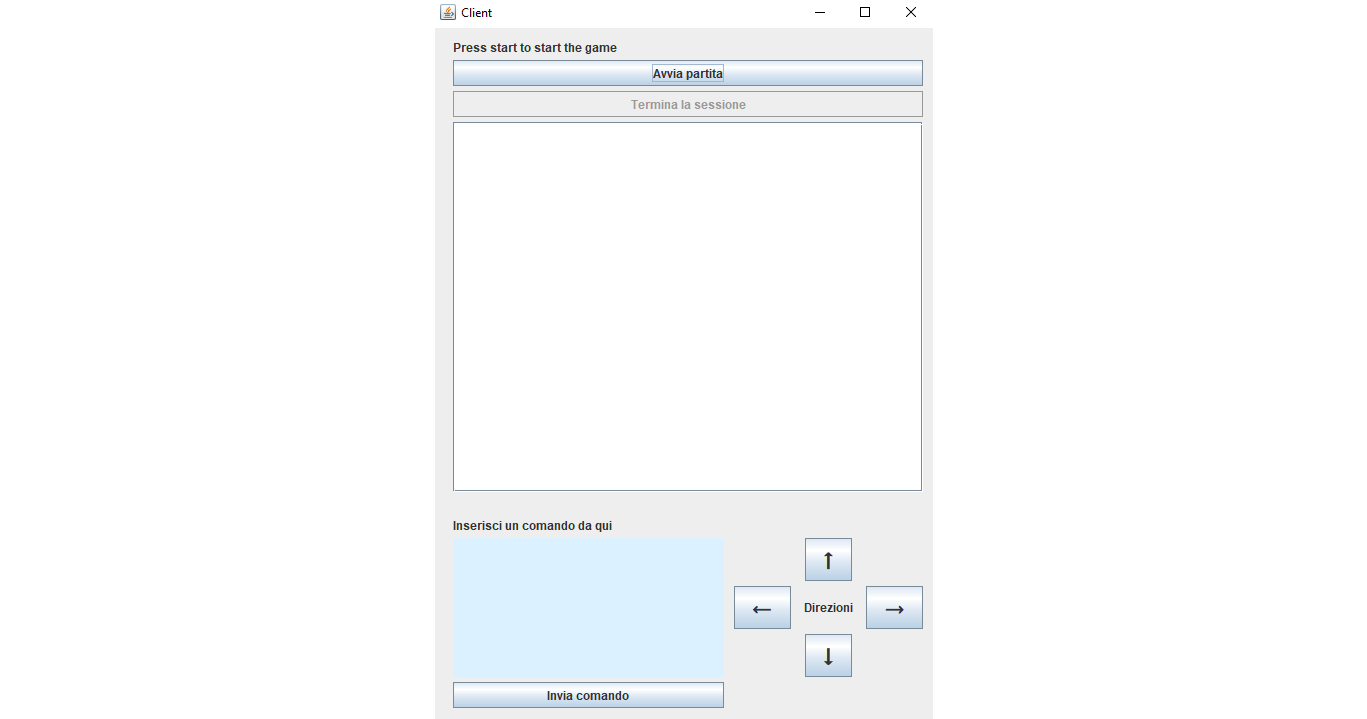 Client
Press start to start the game
Avvia partita
Termina la sessione
Inserisci un comando da qui
↑
← Direzioni →
↓
Invia comando